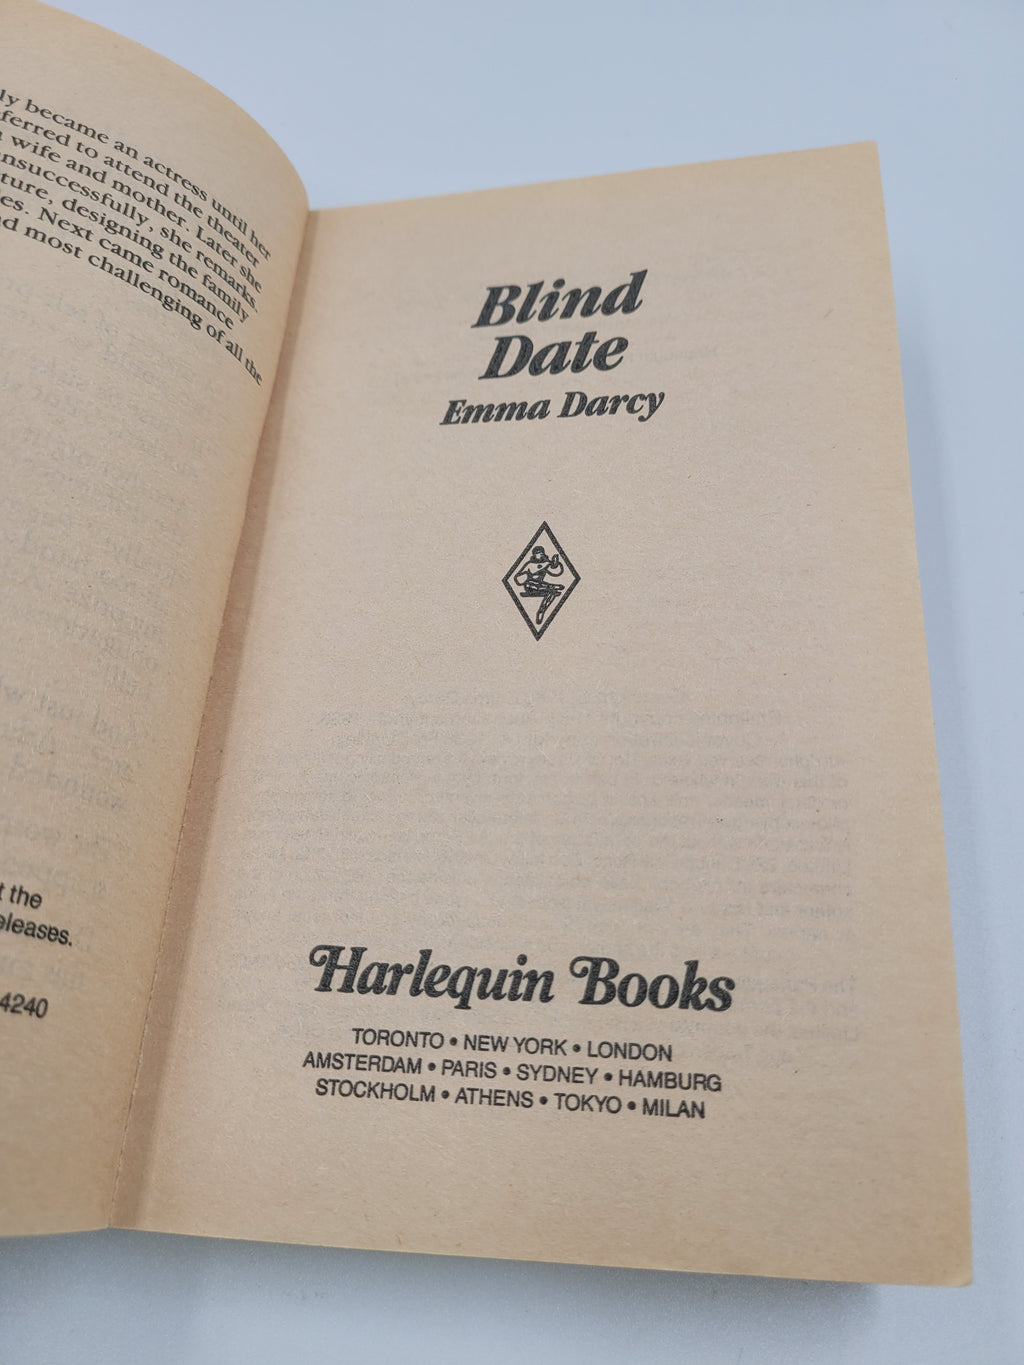 ly became an actress until her
ferred to attend the theater
wife and mother. Later she
nsuccessfully, she remarks.
ture, designing the family
es. Next came romance
d most challenging of all the
t the
eleases.
4240
Blind
Date
Emma Darcy
Harlequin Books
TORONTO • NEW YORK • LONDON
AMSTERDAM • PARIS • SYDNEY • HAMBURG
STOCKHOLM • ATHENS • TOKYO • MILAN